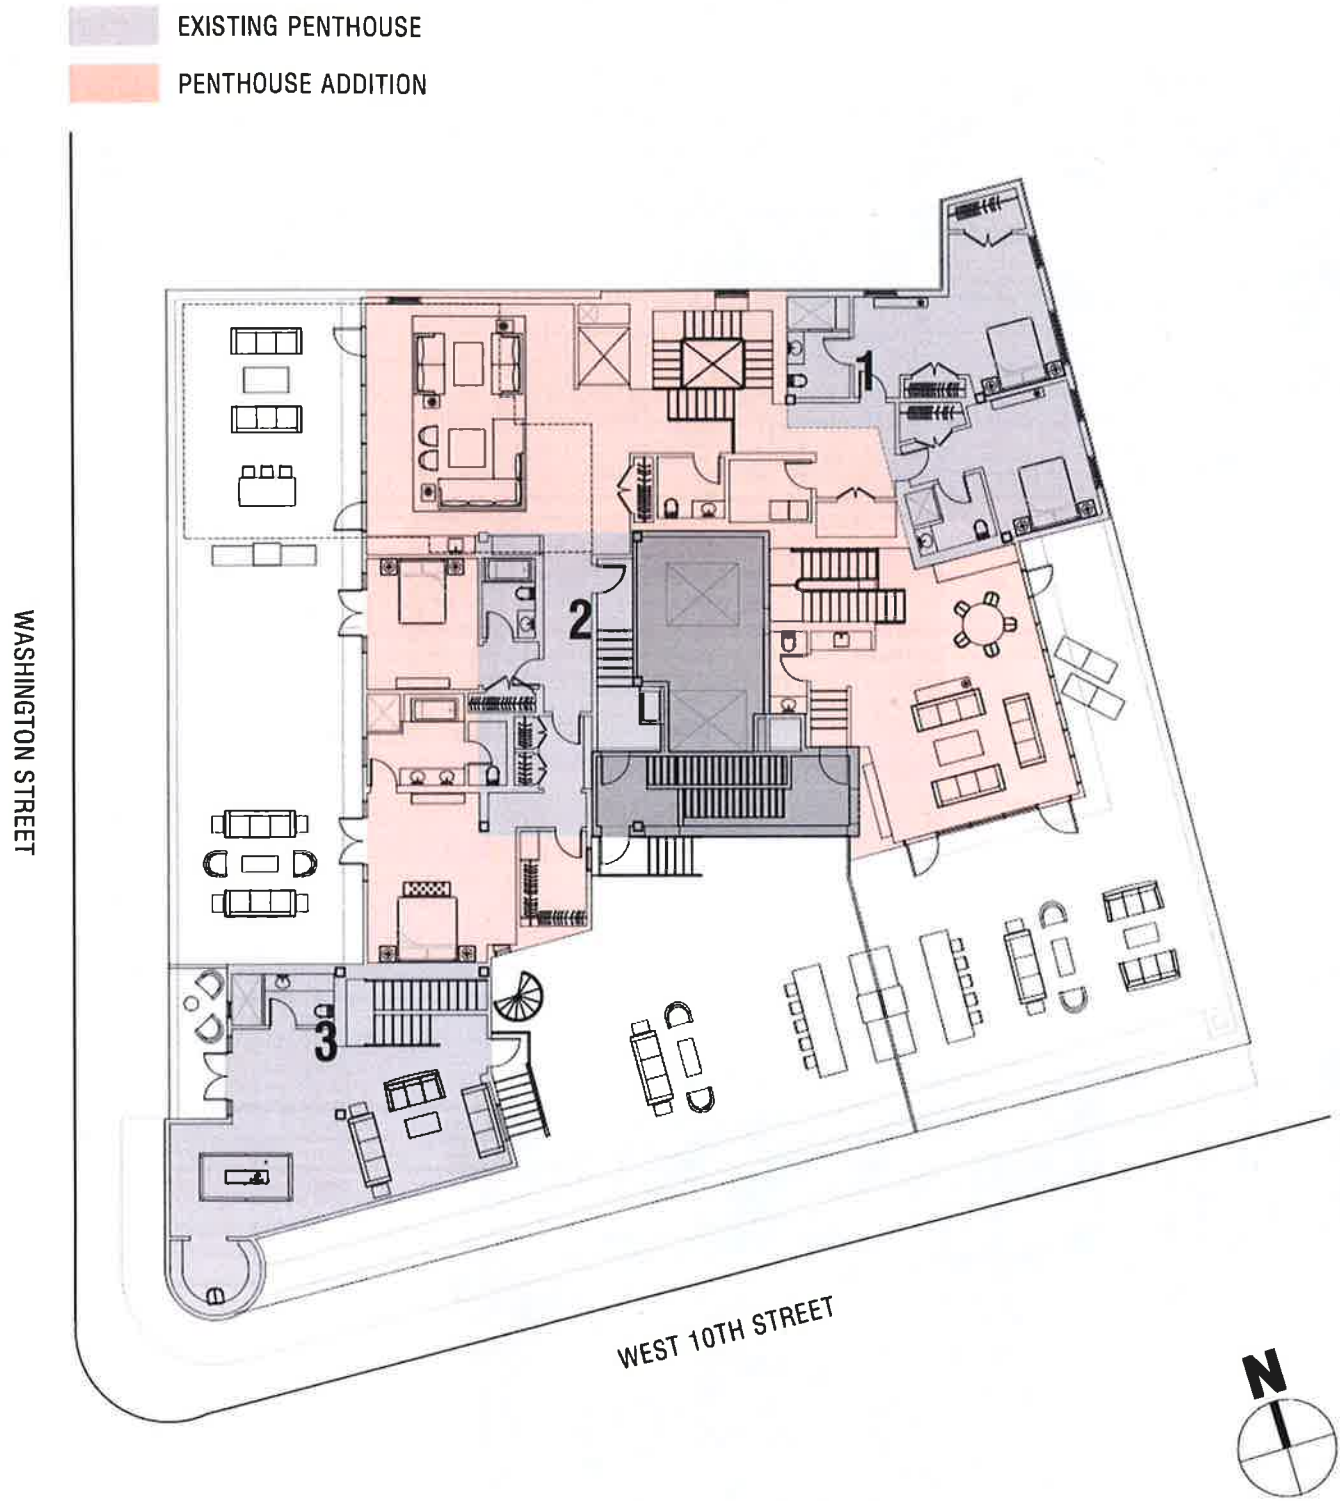 EXISTING PENTHOUSE
PENTHOUSE ADDITION
1
2
WASHINGTON STREET
3
WEST 10TH STREET
N